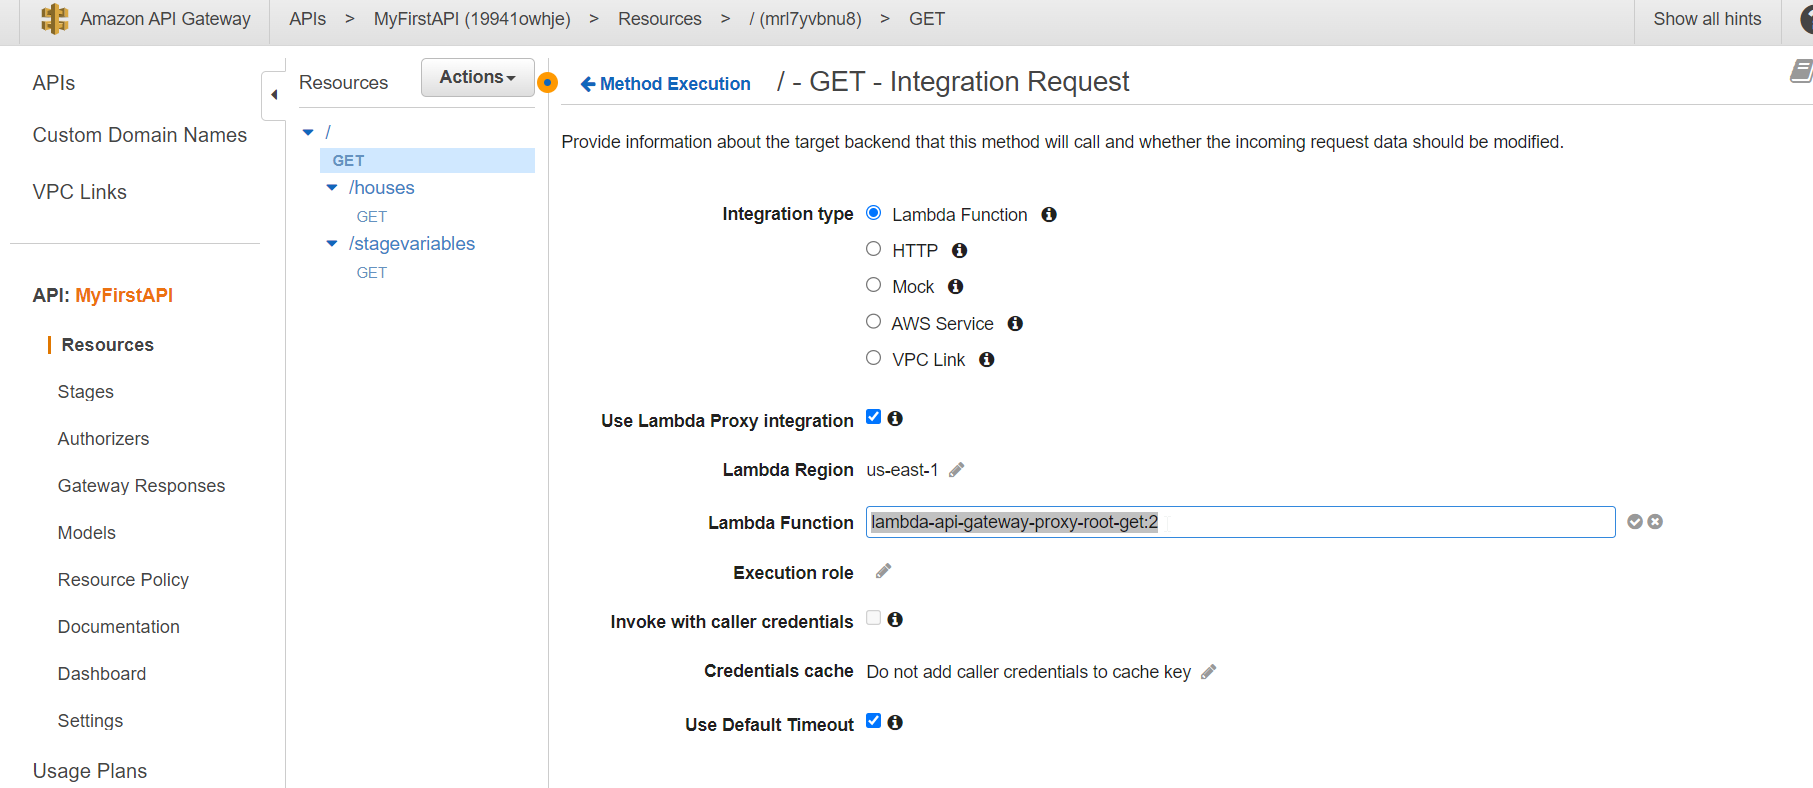 Amazon API Gateway
APIs > MyFirstAPI (19941owhje) > Resources > / (mrl7yvbnu8) > GET
Show all hints
APIs
Custom Domain Names
VPC Links
API: MyFirstAPI
Resources
Stages
Authorizers
Gateway Responses
Models
Resource Policy
Documentation
Dashboard
Settings
Usage Plans
Resources
Actions
/
GET
/houses
GET
/stagevariables
GET
Method Execution / - GET - Integration Request
Provide information about the target backend that this method will call and whether the incoming request data should be modified.
Integration type Lambda Function
HTTP
Mock
AWS Service
VPC Link
Use Lambda Proxy integration
Lambda Region us-east-1
Lambda Function lambda-api-gateway-proxy-root-get:2
Execution role
Invoke with caller credentials
Credentials cache Do not add caller credentials to cache key
Use Default Timeout